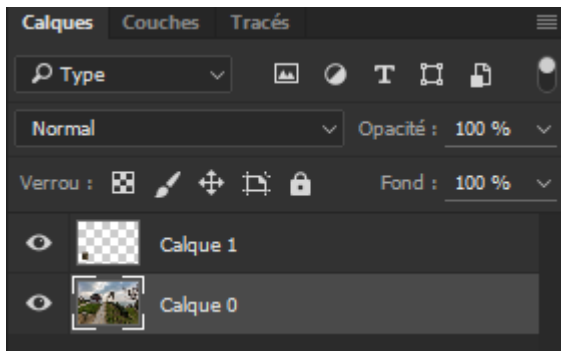 Calques Couches Tracés
Type
Normal Opacité : 100 %
Verrou : Fond : 100 %
Calque 1
Calque 0